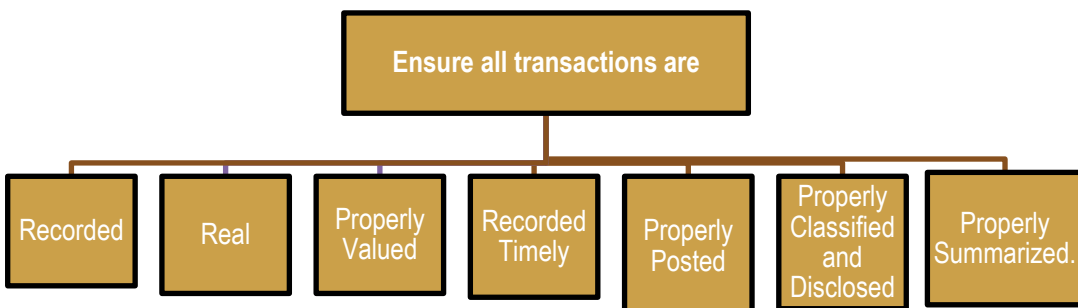 Ensure all transactions are
Recorded
Real
Properly
Valued
Recorded
Timely
Properly
Posted
Properly
Classified
and
Disclosed
Properly
Summarized.